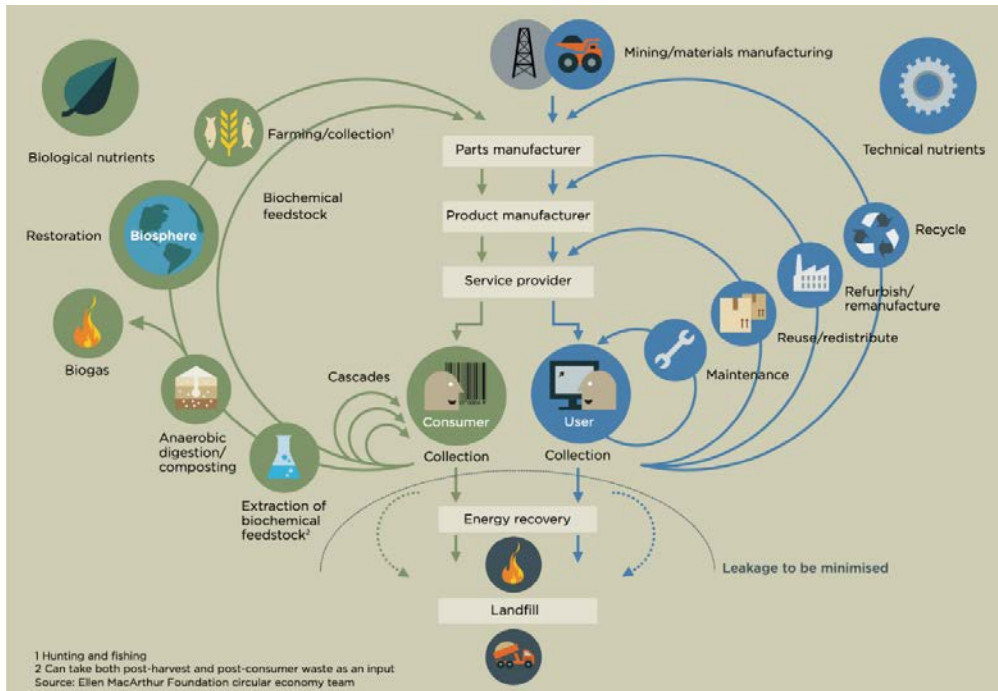 Mining/materials manufacturing
Biological nutrients
Technical nutrients
Farming/collection¹
Parts manufacturer
Biochemical
feedstock
Product manufacturer
Restoration
Biosphere
Recycle
Service provider
Refurbish/
remanufacture
Reuse/redistribute
Biogas
Maintenance
Cascades
Consumer
User
Anaerobic
digestion/
composting
Collection
Collection
Extraction of
biochemical
feedstock²
Energy recovery
Leakage to be minimised
Landfill
1 Hunting and fishing
2 Can take both post-harvest and post-consumer waste as an input
Source: Ellen MacArthur Foundation circular economy team